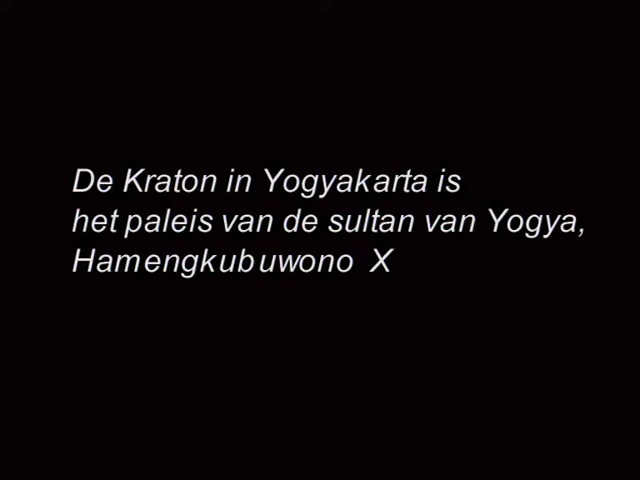 De Kraton in Yogyakarta is
het paleis van de sultan van Yogya,
Hamengkubuwono X